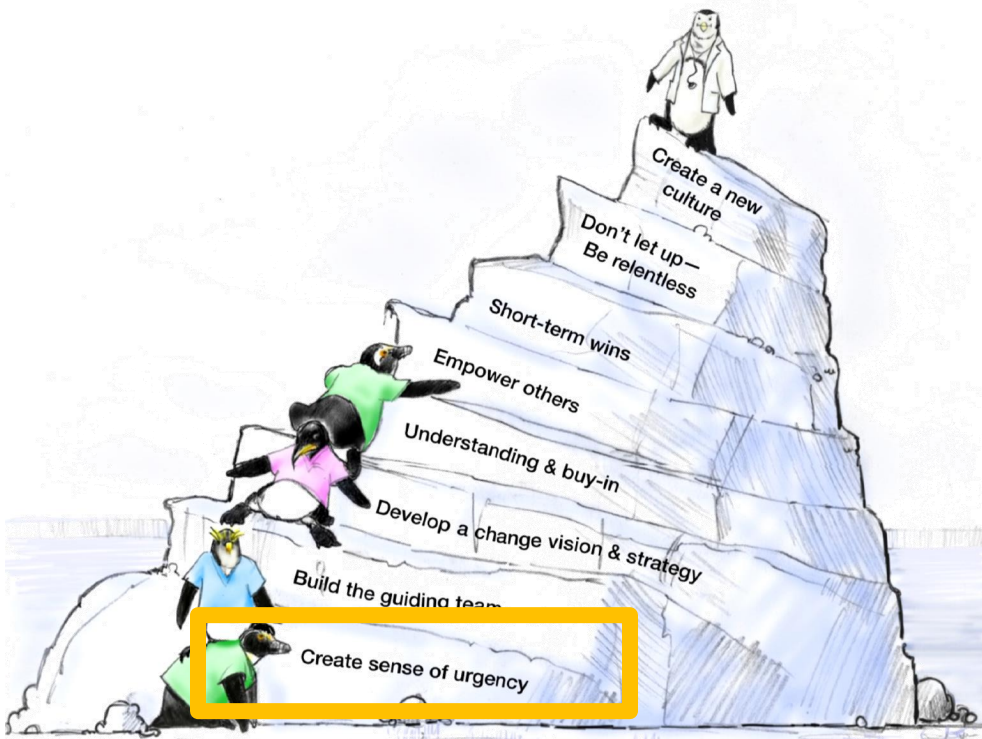 Create a new
culture
Don't let up—
Be relentless
Short-term wins
Empower others
Understanding & buy-in
Develop a change vision & strategy
Build the guiding team
Create sense of urgency